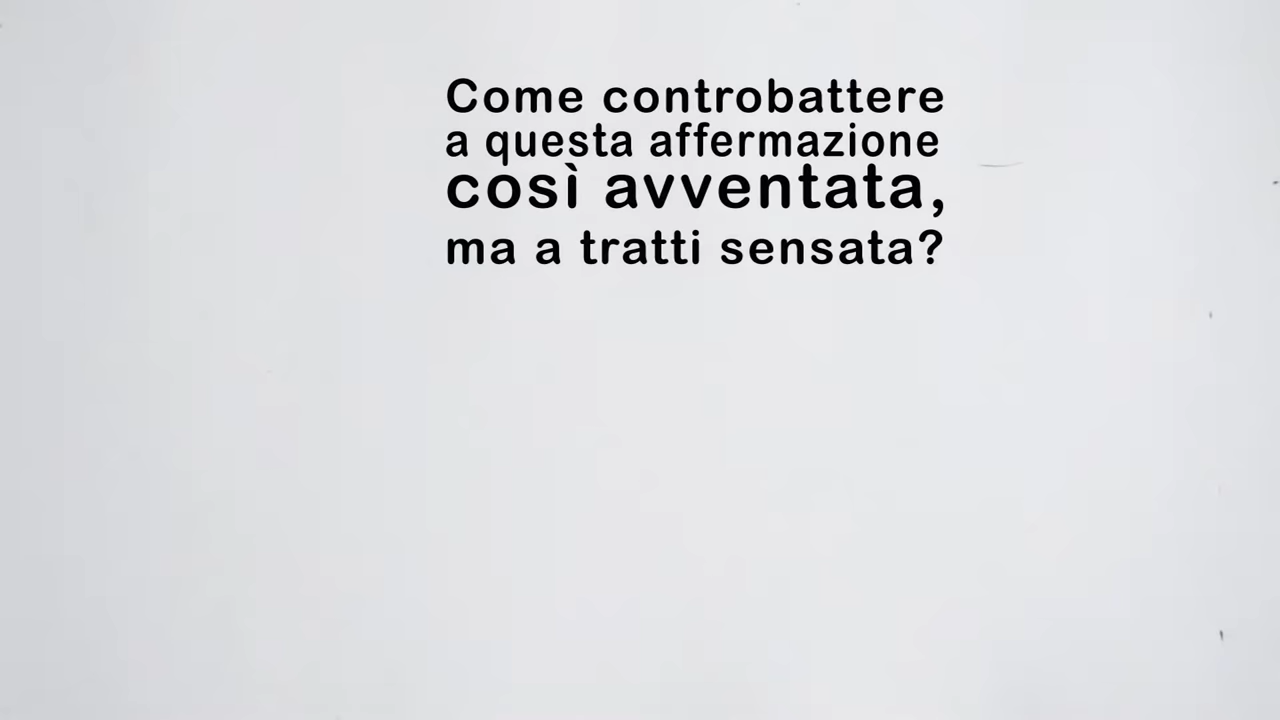 Come controbattere
a questa affermazione
così avventata,
ma a tratti sensata?